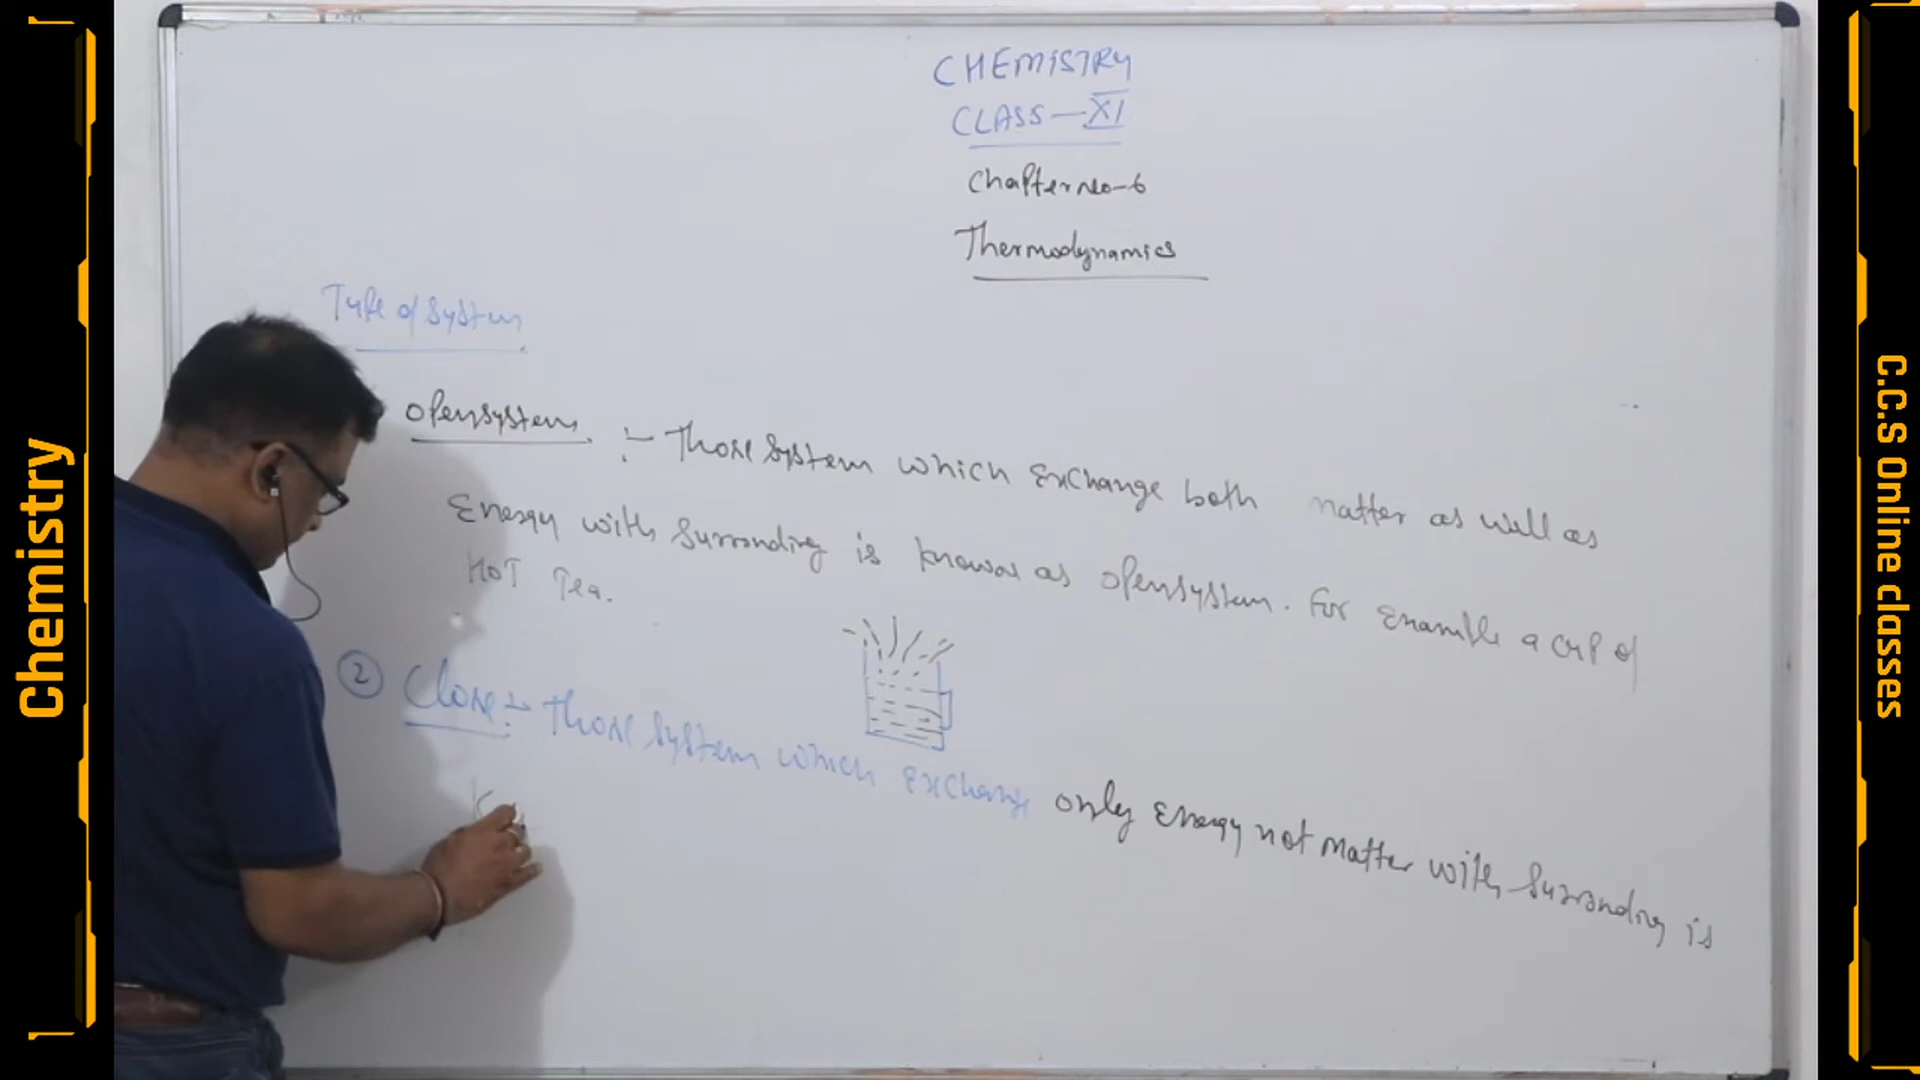 CHEMISTRY
CLASS — XI
Chapter no-6
Thermodynamics
Type of System
Open system :- Those System which Exchange both matter as well as
Energy with Surronding is known as open system. For Example a cup of
HOT Tea.
② Close :- Those System which Exchange only Energy not matter with Surronding is
K
Chemistry
C.C.S Online classes